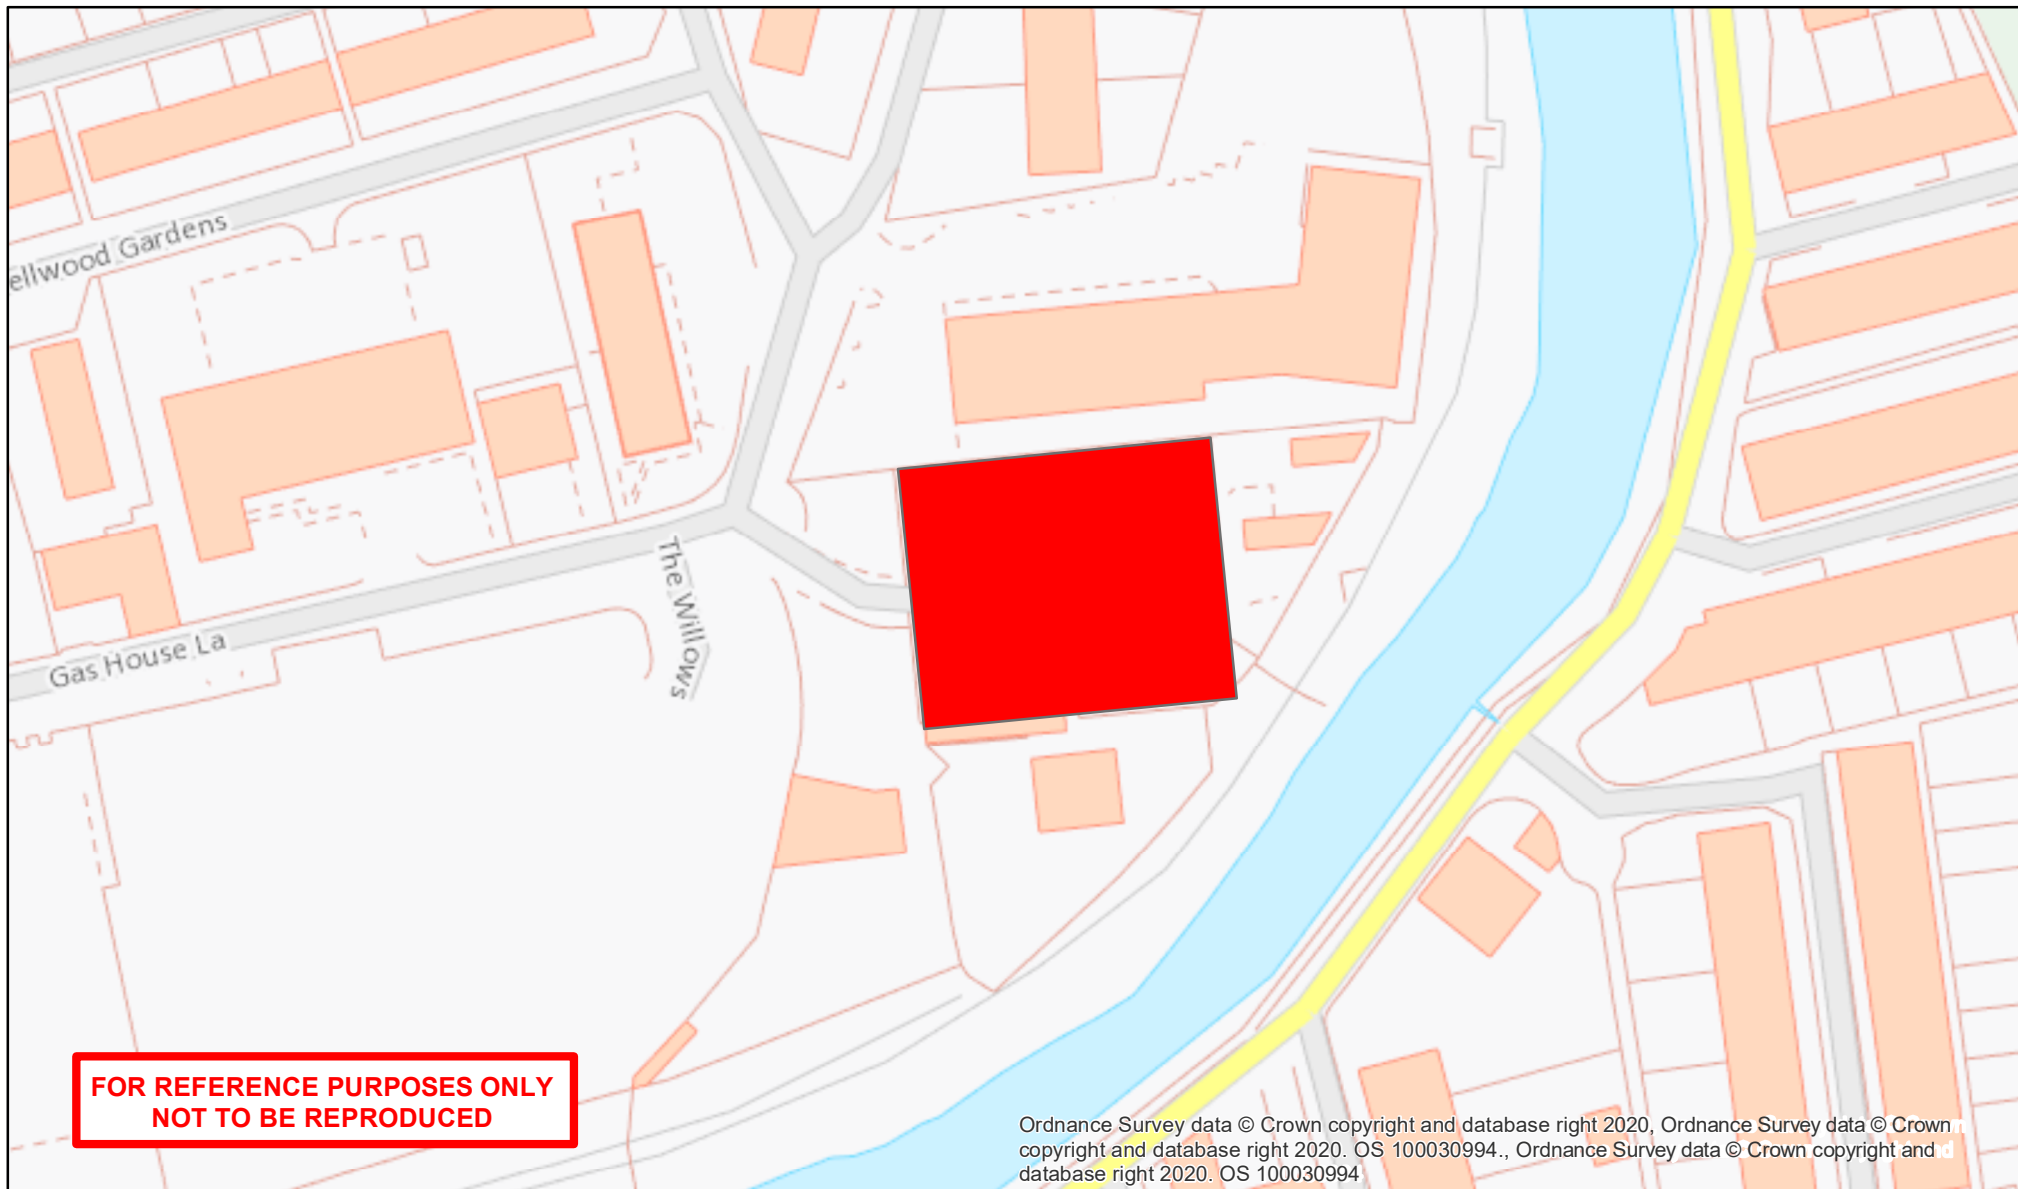 ellwood Gardens
The Willows
Gas House La
FOR REFERENCE PURPOSES ONLY
NOT TO BE REPRODUCED
Ordnance Survey data © Crown copyright and database right 2020, Ordnance Survey data © Crown
copyright and database right 2020. OS 100030994., Ordnance Survey data © Crown copyright and
database right 2020. OS 100030994